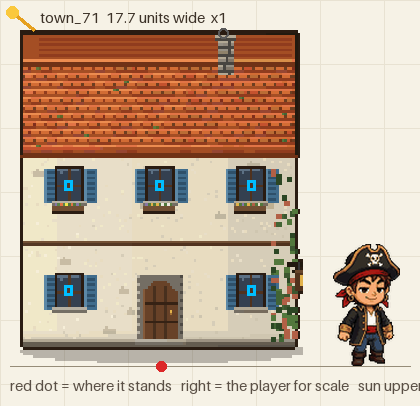 town_71 17.7 units wide x1
red dot = where it stands right = the player for scale sun upper